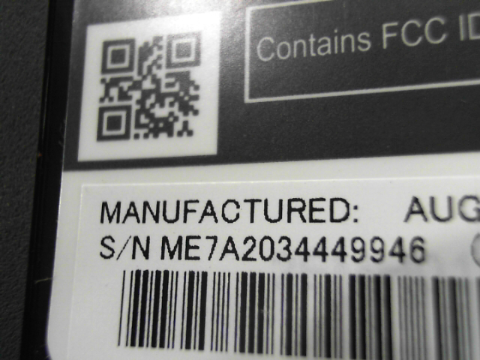 Contains FCC ID
MANUFACTURED: AUG
S/N ME7A2034449946